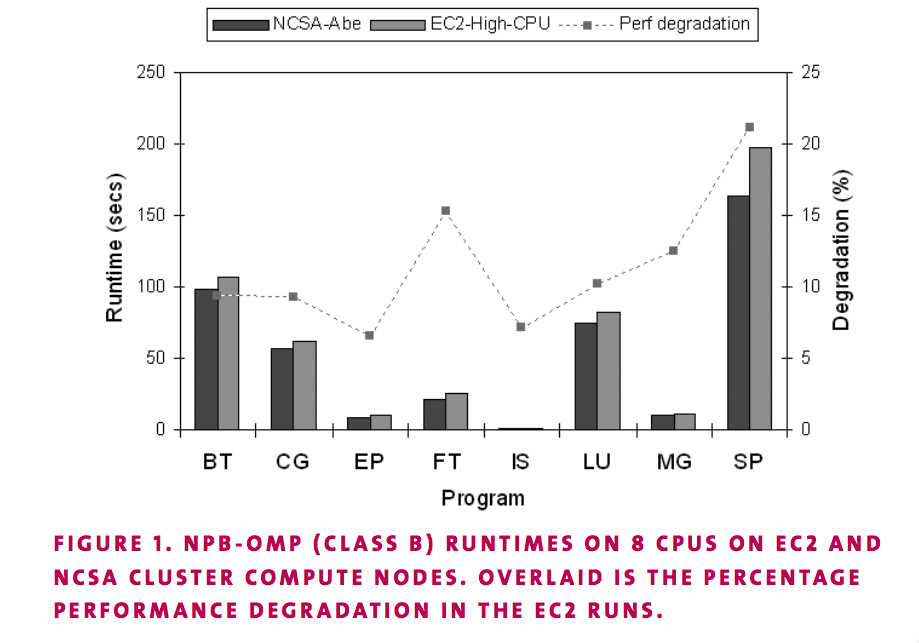 NCSA-Abe EC2-High-CPU Perf degradation
250 25
200 20
150 15
100 10
50 5
0 0
Runtime (secs)
Degradation (%)
BT CG EP FT IS LU MG SP
Program
FIGURE 1. NPB-OMP (CLASS B) RUNTIMES ON 8 CPUS ON EC2 AND
NCSA CLUSTER COMPUTE NODES. OVERLAID IS THE PERCENTAGE
PERFORMANCE DEGRADATION IN THE EC2 RUNS.